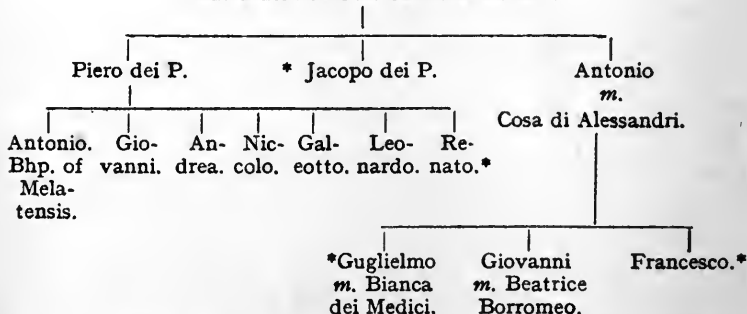 Piero dei P. * Jacopo dei P. Antonio
m.
Cosa di Alessandri.
Antonio. Gio- An- Nic- Gal- Leo- Re-
Bhp. of vanni. drea. colo. eotto. nardo. nato.*
Mela-
tensis.
*Guglielmo Giovanni Francesco.*
m. Bianca m. Beatrice
dei Medici. Borromeo.